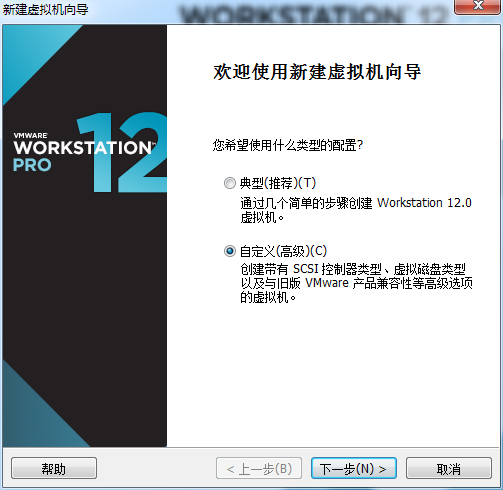 新建虚拟机向导
WORKSTATION 12
欢迎使用新建虚拟机向导
VMWARE
WORKSTATION™
PRO
12
您希望使用什么类型的配置?
典型(推荐)(T)
通过几个简单的步骤创建 Workstation 12.0
虚拟机。
自定义(高级)(C)
创建带有 SCSI 控制器类型、虚拟磁盘类型
以及与旧版 VMware 产品兼容性等高级选项
的虚拟机。
帮助
< 上一步(B)
下一步(N) >
取消